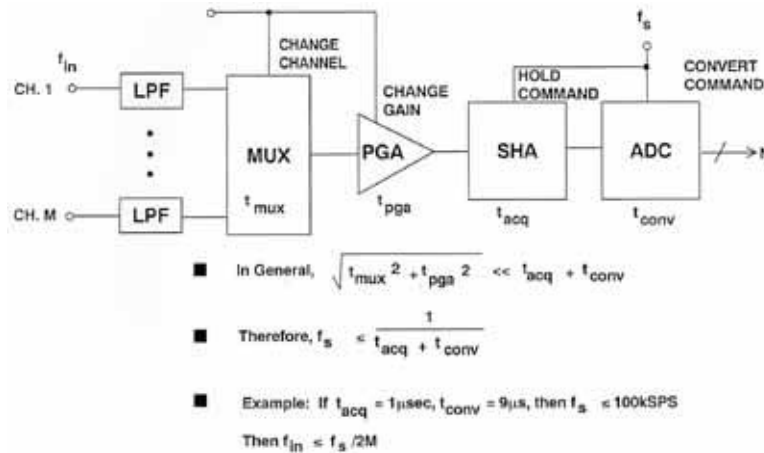 f_s
CHANGE CHANNEL
HOLD COMMAND
CONVERT COMMAND
f_in
CH. 1
LPF
CHANGE GAIN
MUX
PGA
SHA
ADC
N
CH. M
LPF
t_mux
t_pga
t_acq
t_conv
■ In General, √(t_mux² + t_pga²) << t_acq + t_conv
■ Therefore, f_s ≤ 1 / (t_acq + t_conv)
■ Example: If t_acq = 1μsec, t_conv = 9μs, then f_s ≤ 100kSPS
Then f_in ≤ f_s /2M